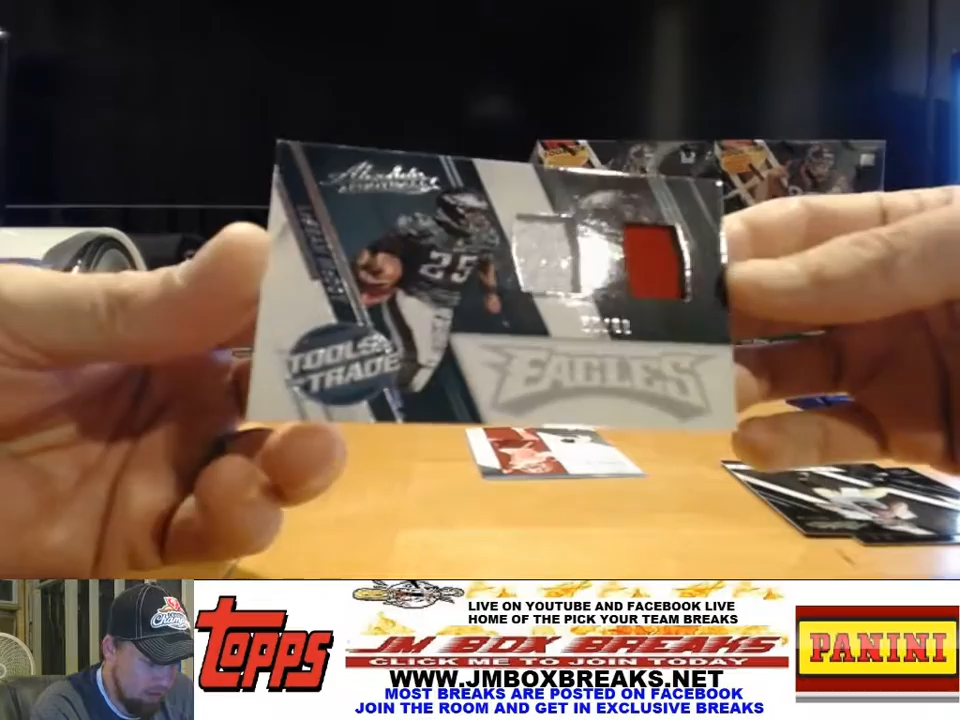 Absolute
25
TOOLS of the TRADE
EAGLES
TOPPS
LIVE ON YOUTUBE AND FACEBOOK LIVE
HOME OF THE PICK YOUR TEAM BREAKS
JM BOX BREAKS
CLICK ME TO JOIN TODAY
WWW.JMBOXBREAKS.NET
MOST BREAKS ARE POSTED ON FACEBOOK
JOIN THE ROOM AND GET IN EXCLUSIVE BREAKS
PANINI